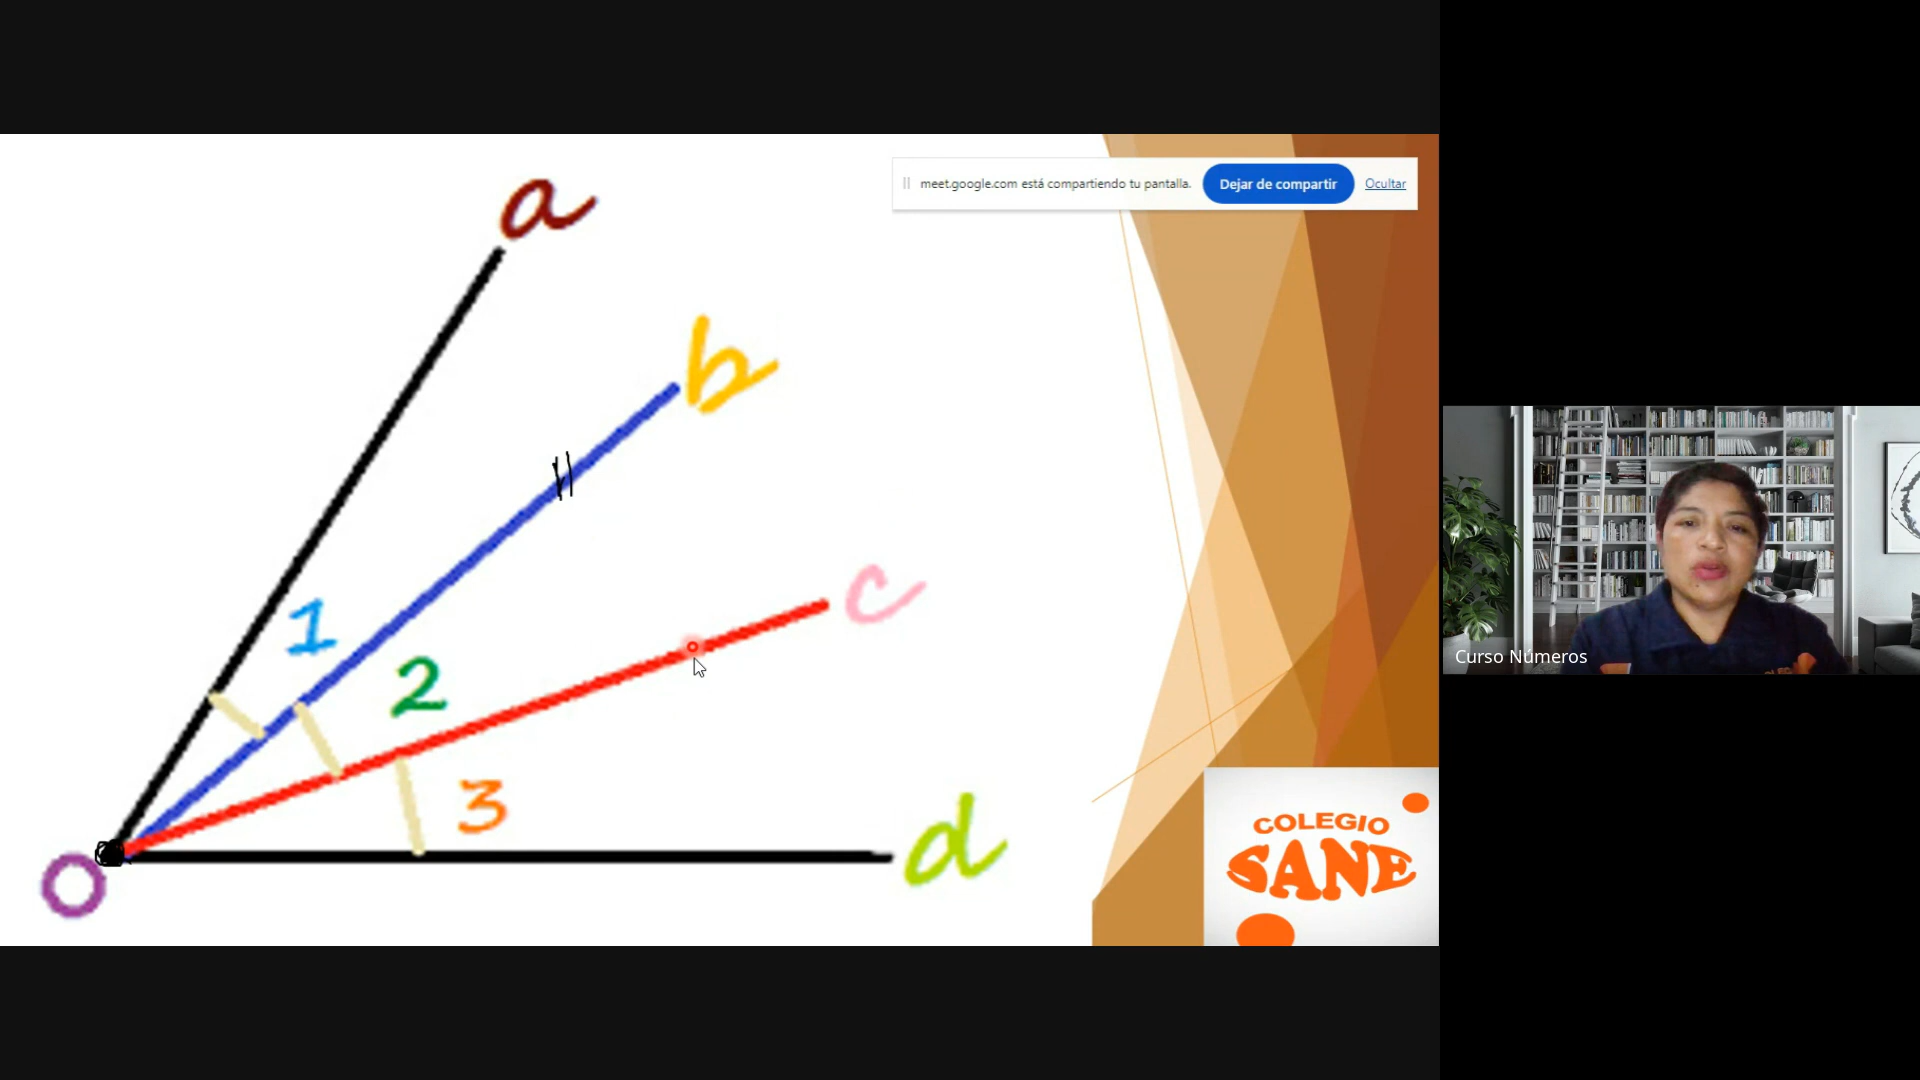 a
meet.google.com está compartiendo tu pantalla. Dejar de compartir Ocultar
b
c
1
2
3
d
O
COLEGIO
SANE
Curso Números